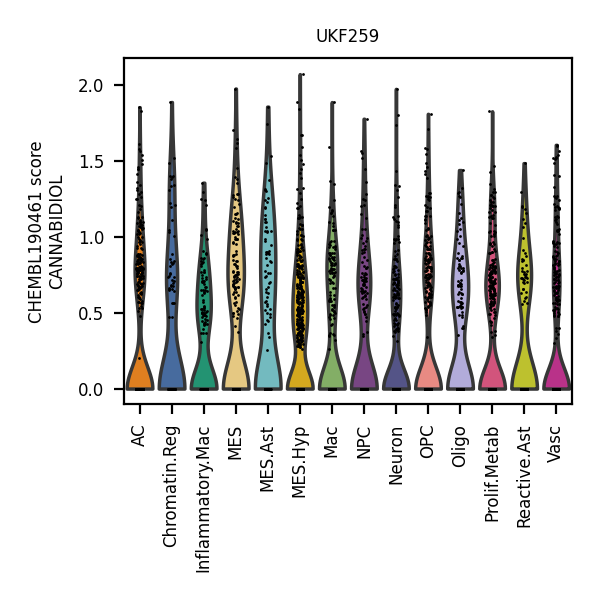 UKF259
CHEMBL190461 score
CANNABIDIOL
2.0
1.5
1.0
0.5
0.0
AC
Chromatin.Reg
Inflammatory.Mac
MES
MES.Ast
MES.Hyp
Mac
NPC
Neuron
OPC
Oligo
Prolif.Metab
Reactive.Ast
Vasc